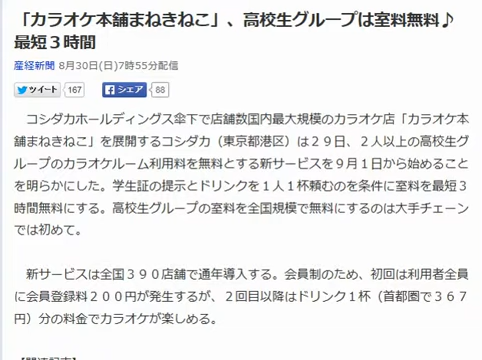 「カラオケ本舗まねきねこ」、高校生グループは室料無料♪
最短３時間
産経新聞 8月30日(日)7時55分配信
ツイート 167 シェア 88
コシダカホールディングス傘下で店舗数国内最大規模のカラオケ店「カラオケ本
舗まねきねこ」を展開するコシダカ（東京都港区）は２９日、２人以上の高校生グ
ループのカラオケルーム利用料を無料とする新サービスを９月１日から始めること
を明らかにした。学生証の提示とドリンクを１人１杯頼むのを条件に室料を最短３
時間無料にする。高校生グループの室料を全国規模で無料にするのは大手チェーン
では初めて。
新サービスは全国３９０店舗で通年導入する。会員制のため、初回は利用者全員
に会員登録料２００円が発生するが、２回目以降はドリンク１杯（首都圏で３６７
円）分の料金でカラオケが楽しめる。